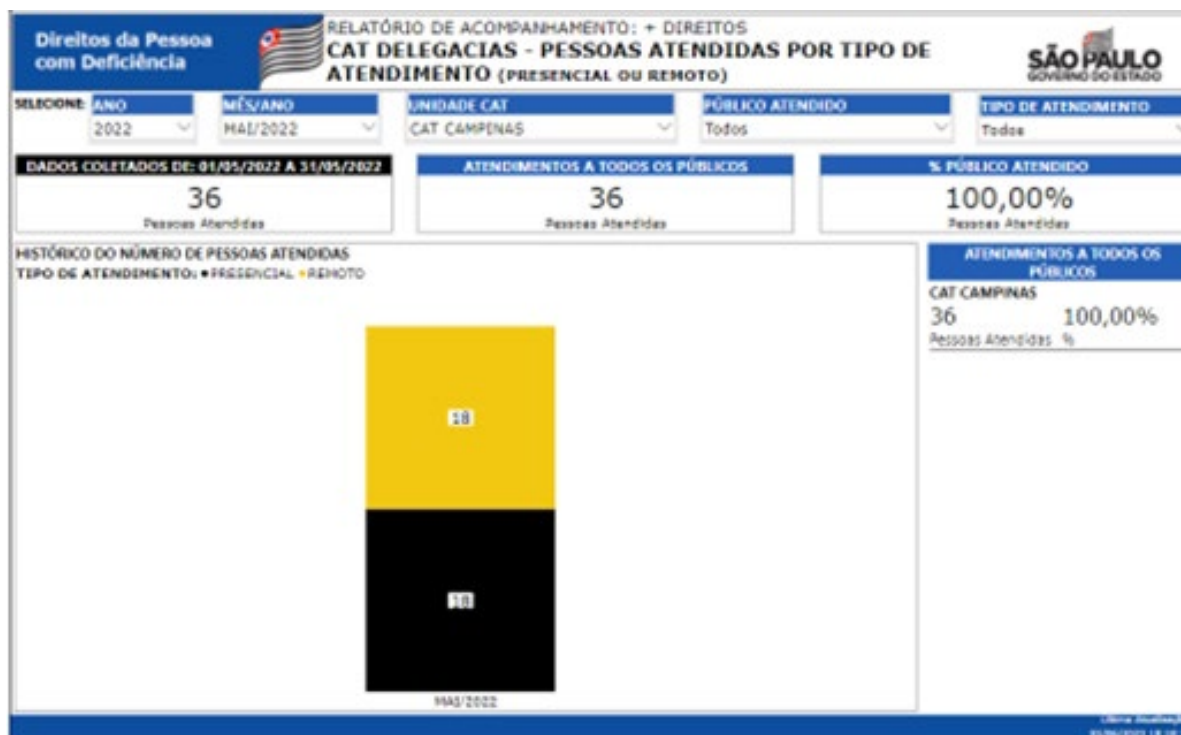 Direitos da Pessoa
com Deficiência
RELATÓRIO DE ACOMPANHAMENTO: + DIREITOS
CAT DELEGACIAS - PESSOAS ATENDIDAS POR TIPO DE
ATENDIMENTO (PRESENCIAL OU REMOTO)
SÃO PAULO
GOVERNO DO ESTADO
SELECIONE: ANO MÊS/ANO UNIDADE CAT PÚBLICO ATENDIDO TIPO DE ATENDIMENTO
2022 MAI/2022 CAT CAMPINAS Todos Todos
DADOS COLETADOS DE: 01/05/2022 A 31/05/2022
36
Pessoas Atendidas
ATENDIMENTOS A TODOS OS PÚBLICOS
36
Pessoas Atendidas
% PÚBLICO ATENDIDO
100,00%
Pessoas Atendidas
HISTÓRICO DO NÚMERO DE PESSOAS ATENDIDAS
TIPO DE ATENDIMENTO: PRESENCIAL REMOTO
18
18
MAI/2022
ATENDIMENTOS A TODOS OS
PÚBLICOS
CAT CAMPINAS
36 100,00%
Pessoas Atendidas %